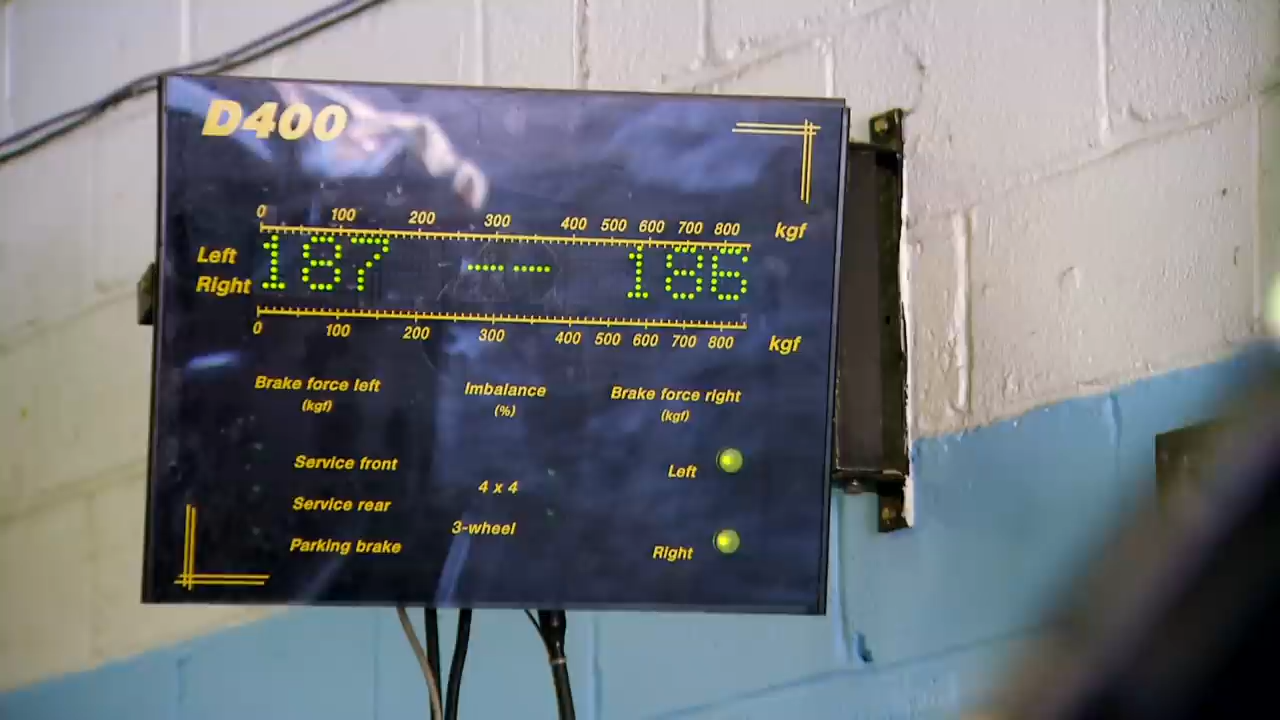 D400
0 100 200 300 400 500 600 700 800 kgf
Left 187 -- 186
Right
0 100 200 300 400 500 600 700 800 kgf
Brake force left Imbalance Brake force right
(kgf) (%) (kgf)
Service front Left
4 x 4
Service rear
3-wheel
Parking brake Right